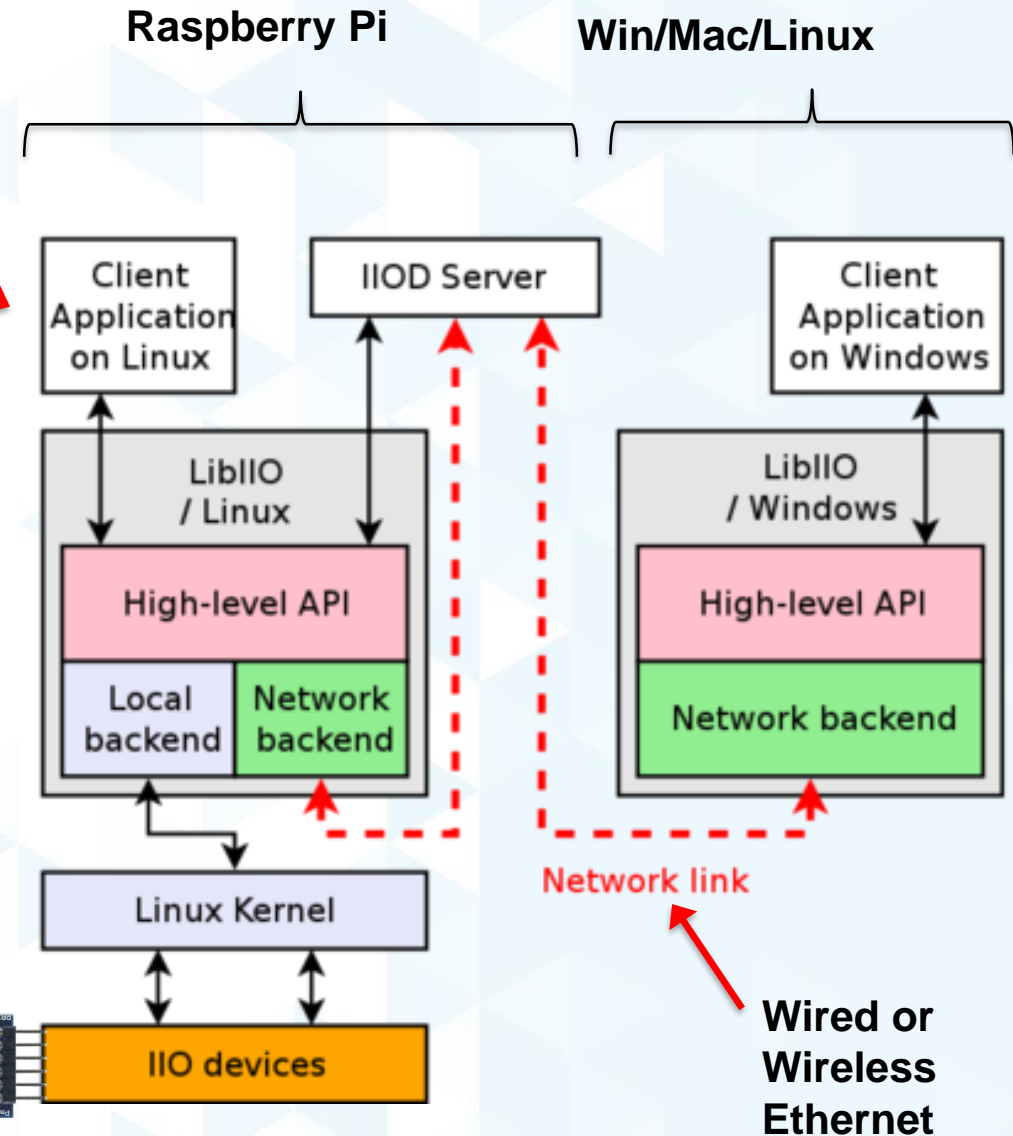 Raspberry Pi
Win/Mac/Linux
Client
Application
on Linux
IIOD Server
Client
Application
on Windows
LibIIO
/ Linux
LibIIO
/ Windows
High-level API
High-level API
Local
backend
Network
backend
Network backend
Network link
Linux Kernel
IIO devices
Wired or
Wireless
Ethernet